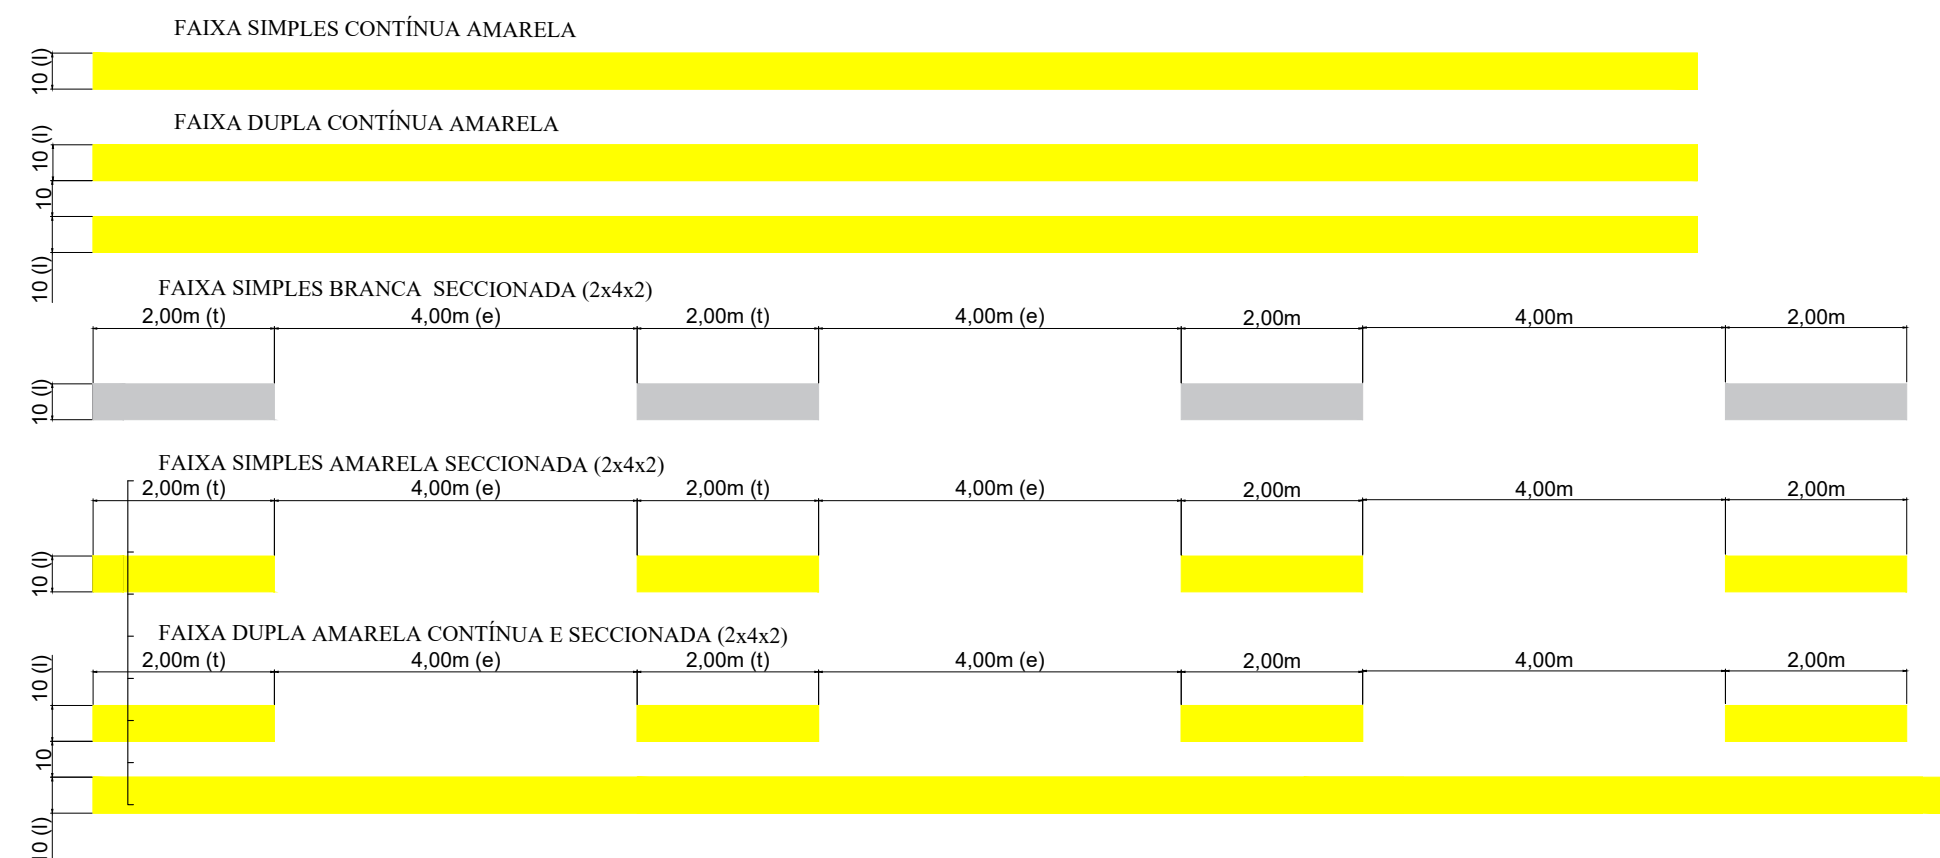 FAIXA SIMPLES CONTÍNUA AMARELA
10 (l)
FAIXA DUPLA CONTÍNUA AMARELA
10 (l)
10
10 (l)
FAIXA SIMPLES BRANCA SECCIONADA (2x4x2)
2,00m (t) 4,00m (e) 2,00m (t) 4,00m (e) 2,00m 4,00m 2,00m
10 (l)
FAIXA SIMPLES AMARELA SECCIONADA (2x4x2)
2,00m (t) 4,00m (e) 2,00m (t) 4,00m (e) 2,00m 4,00m 2,00m
10 (l)
FAIXA DUPLA AMARELA CONTÍNUA E SECCIONADA (2x4x2)
2,00m (t) 4,00m (e) 2,00m (t) 4,00m (e) 2,00m 4,00m 2,00m
10 (l)
10
10 (l)